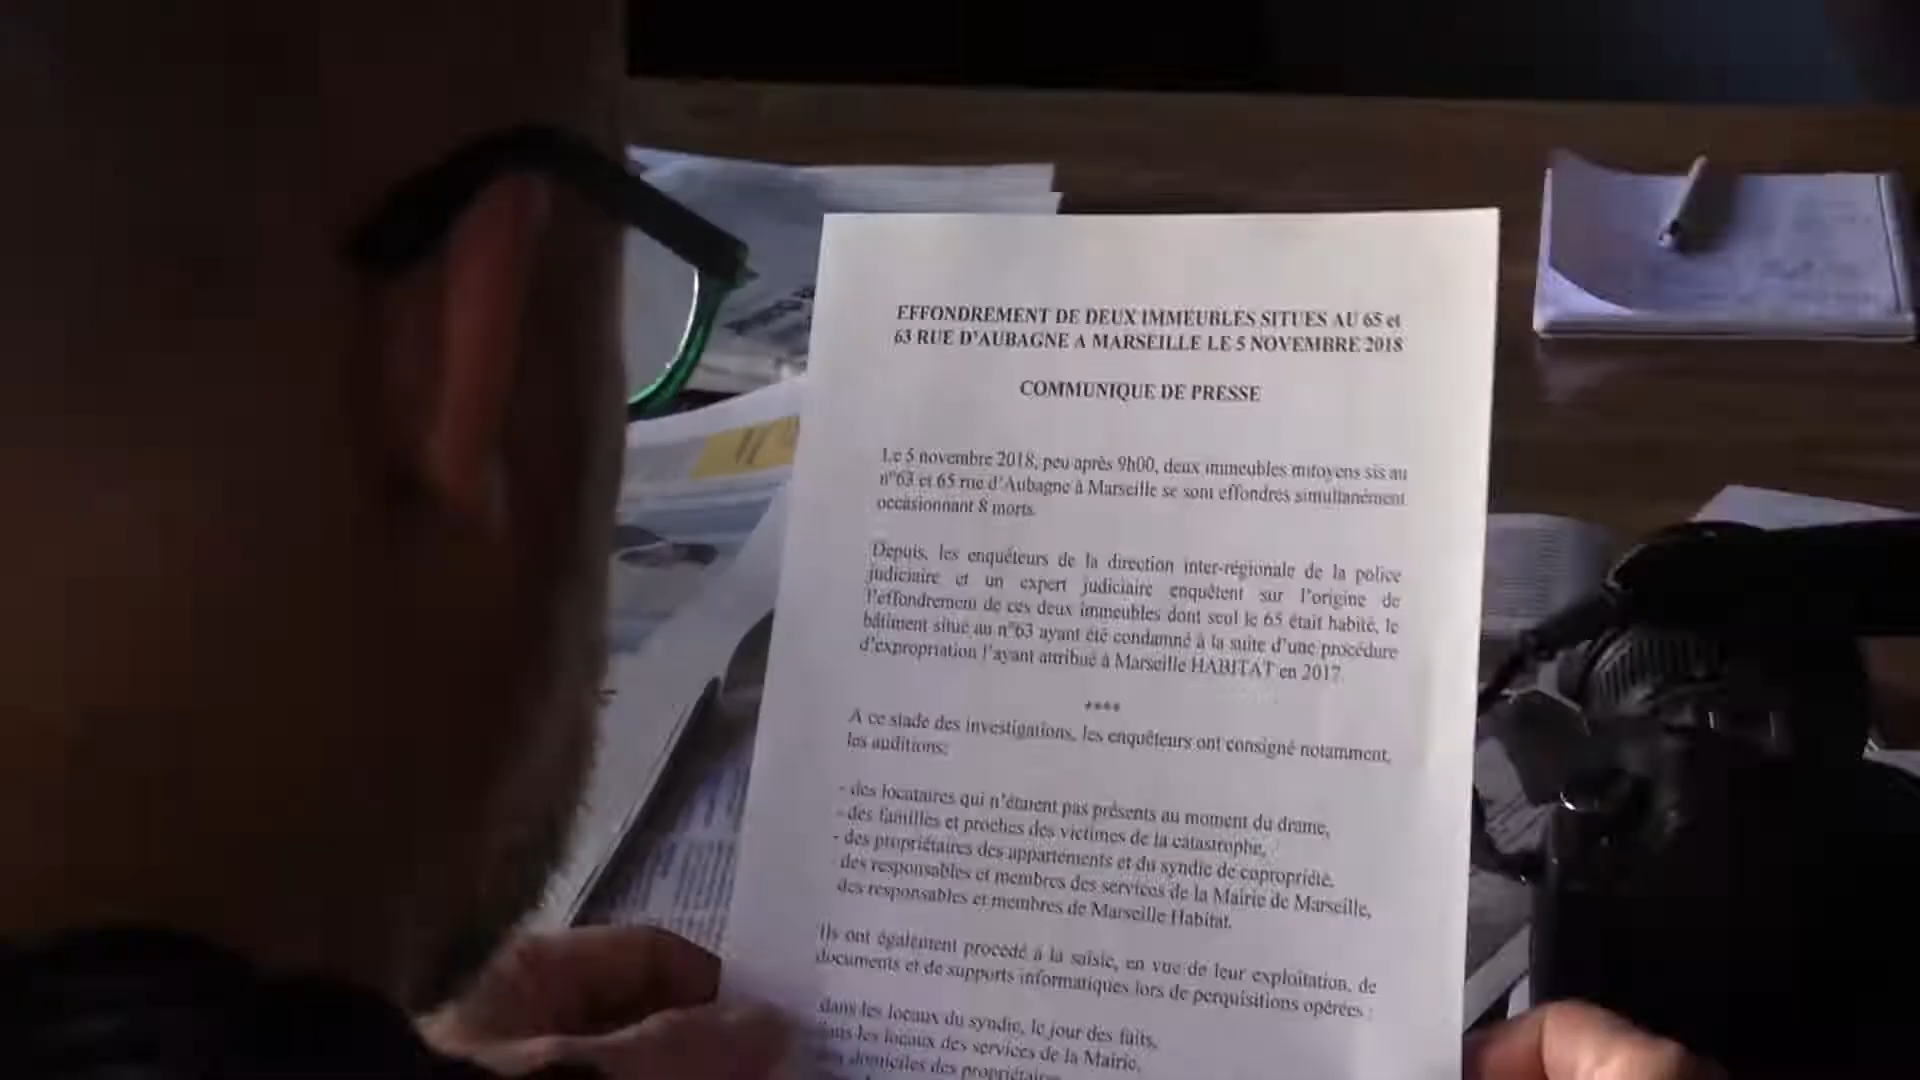 EFFONDREMENT DE DEUX IMMEUBLES SITUES AU 65 et
63 RUE D'AUBAGNE A MARSEILLE LE 5 NOVEMBRE 2018
COMMUNIQUE DE PRESSE
Le 5 novembre 2018, peu après 9h00, deux immeubles mitoyens sis au
n°63 et 65 rue d'Aubagne à Marseille se sont effondrés simultanément
occasionnant 8 morts.
Depuis, les enquêteurs de la direction inter-régionale de la police
judiciaire et un expert judiciaire enquêtent sur l'origine de
l'effondrement de ces deux immeubles dont seul le 65 était habité, le
bâtiment situé au n°63 ayant été condamné à la suite d'une procédure
d'expropriation l'ayant attribué à Marseille HABITAT en 2017.
****
A ce stade des investigations, les enquêteurs ont consigné notamment,
les auditions:
- des locataires qui n'étaient pas présents au moment du drame,
- des familles et proches des victimes de la catastrophe,
- des propriétaires des appartements et du syndic de copropriété,
des responsables et membres des services de la Mairie de Marseille,
des responsables et membres de Marseille Habitat.
Ils ont également procédé à la saisie, en vue de leur exploitation, de
documents et de supports informatiques lors de perquisitions opérées :
dans les locaux du syndic, le jour des faits,
dans les locaux des services de la Mairie,
domiciles des propriétaires